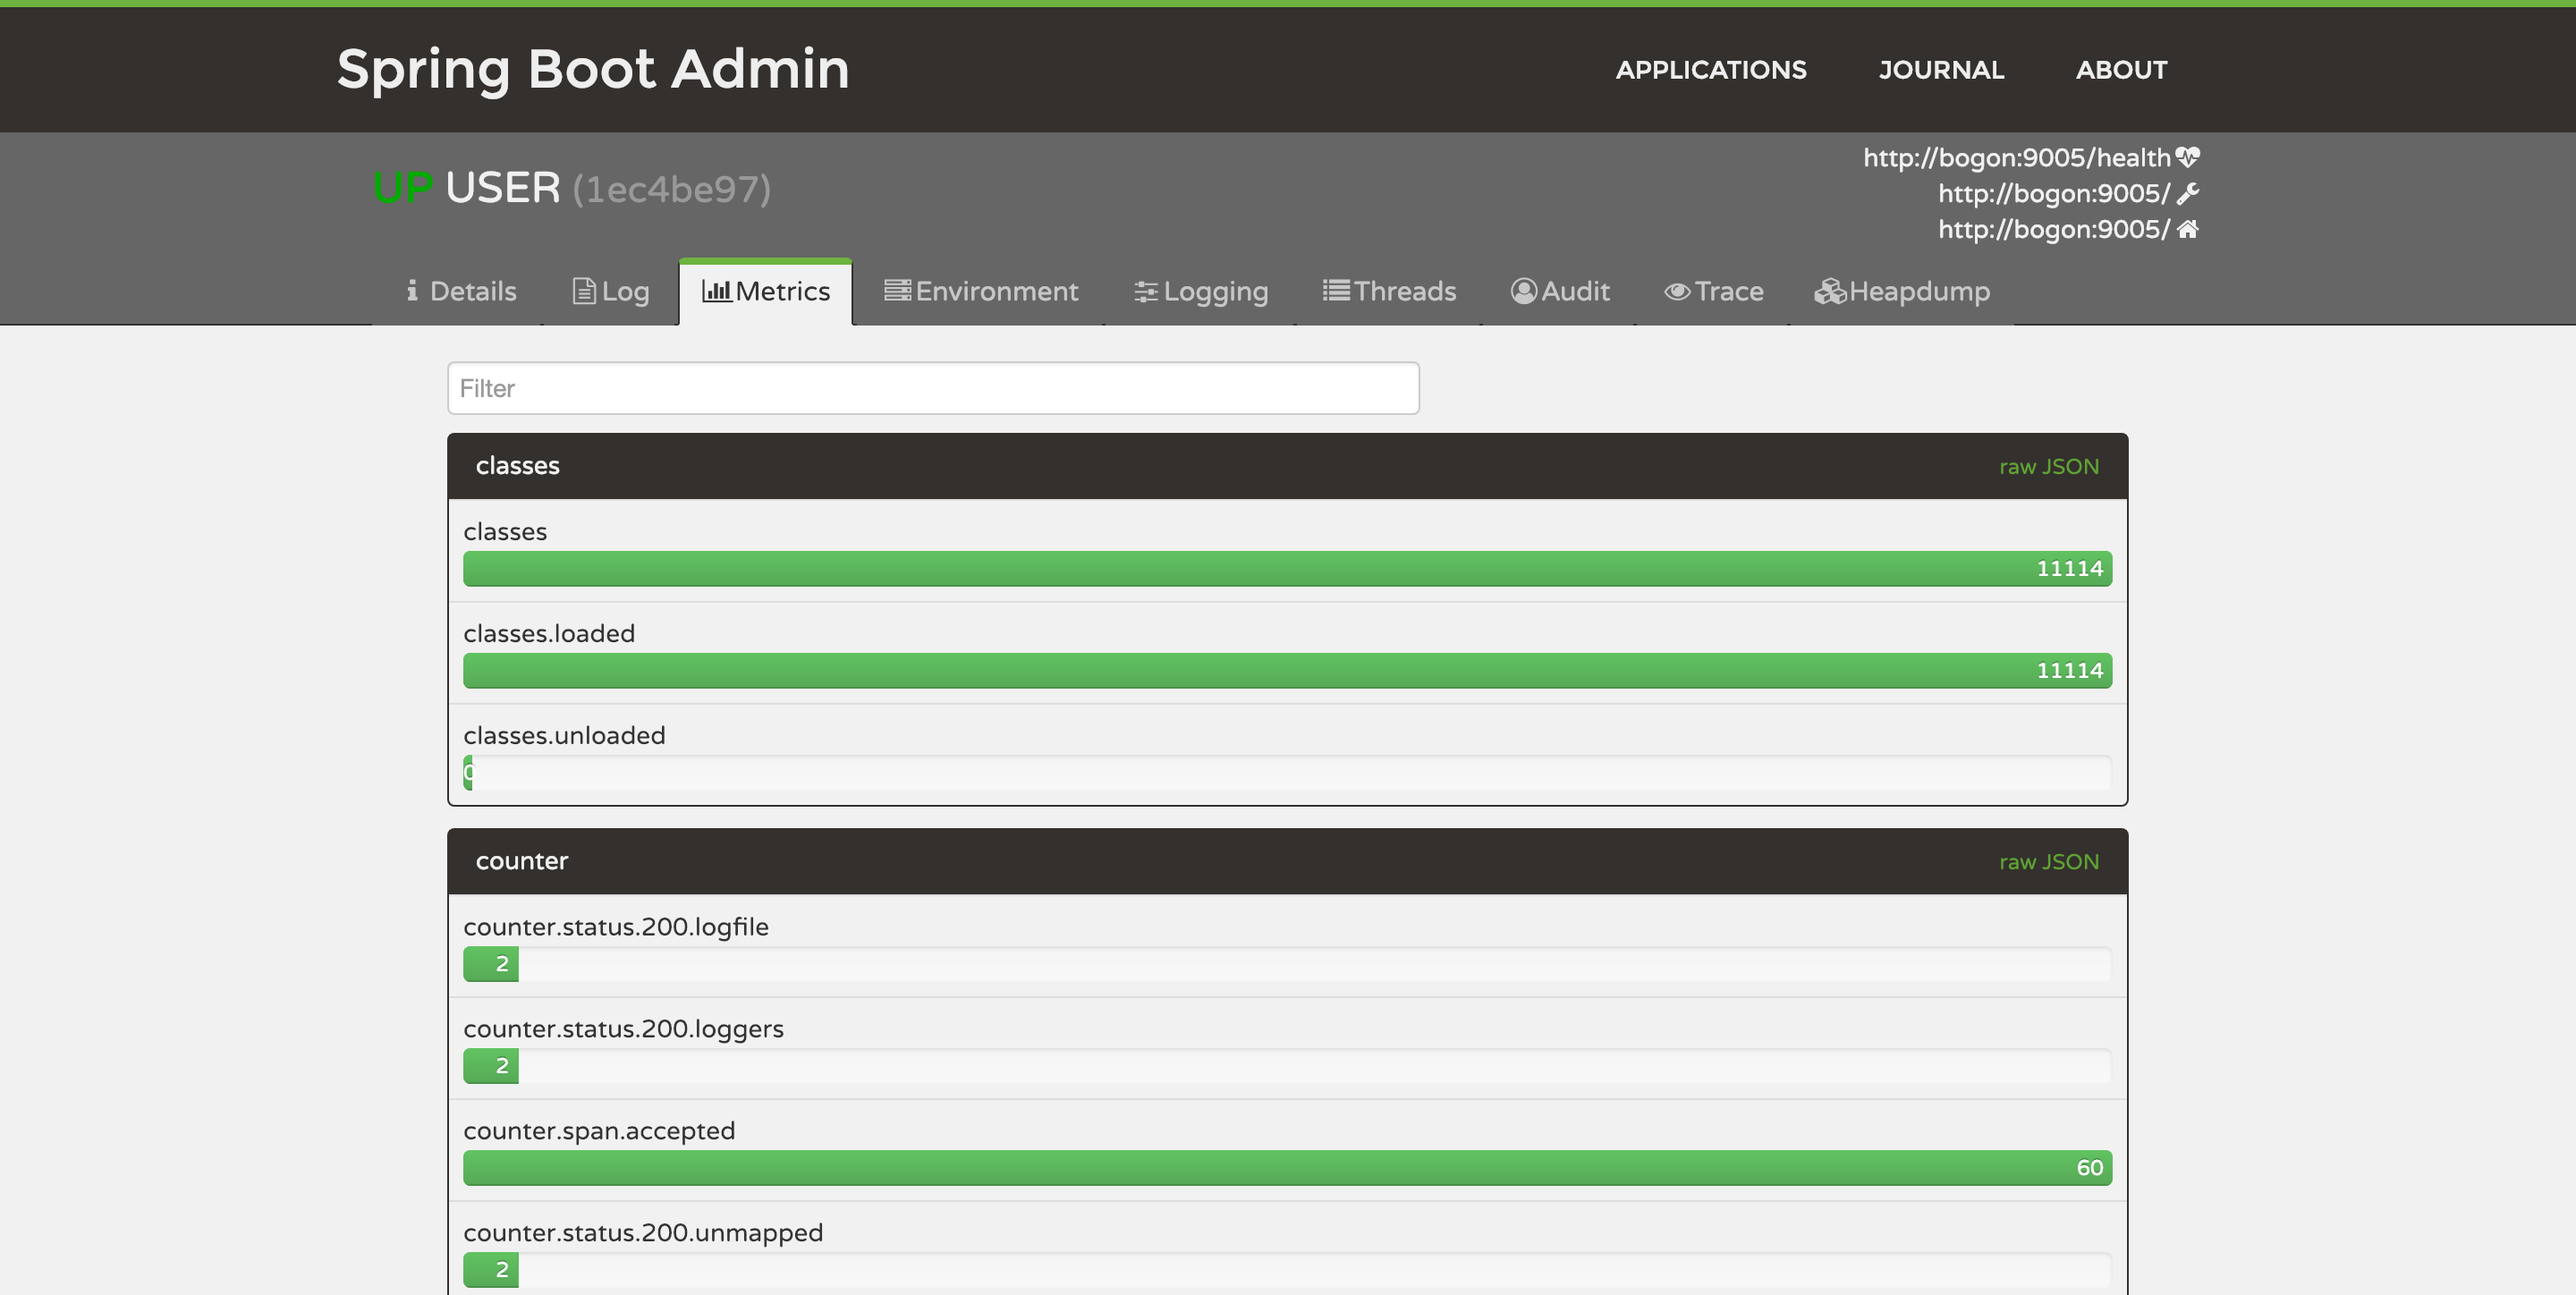 Spring Boot Admin
APPLICATIONS JOURNAL ABOUT
UP USER (1ec4be97)
http://bogon:9005/health
http://bogon:9005/
http://bogon:9005/
Details Log Metrics Environment Logging Threads Audit Trace Heapdump
Filter
classes raw JSON
classes
11114
classes.loaded
11114
classes.unloaded
0
counter raw JSON
counter.status.200.logfile
2
counter.status.200.loggers
2
counter.span.accepted
60
counter.status.200.unmapped
2